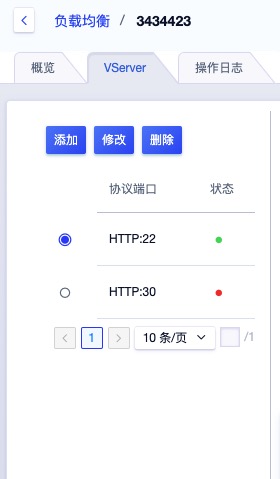 负载均衡 / 3434423
概览 VServer 操作日志
添加 修改 删除
协议端口 状态
HTTP:22
HTTP:30
1 10 条/页 /1